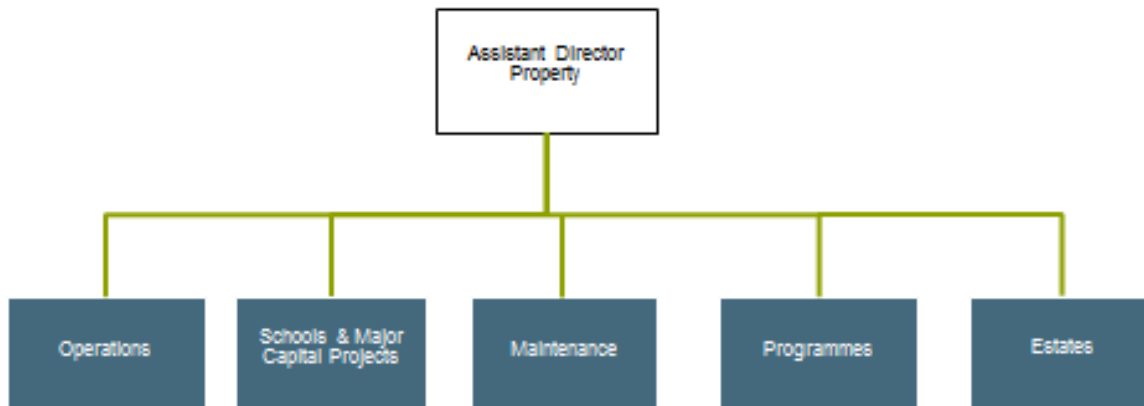 Assistant Director
Property
Operations
Schools & Major
Capital Projects
Maintenance
Programmes
Estates